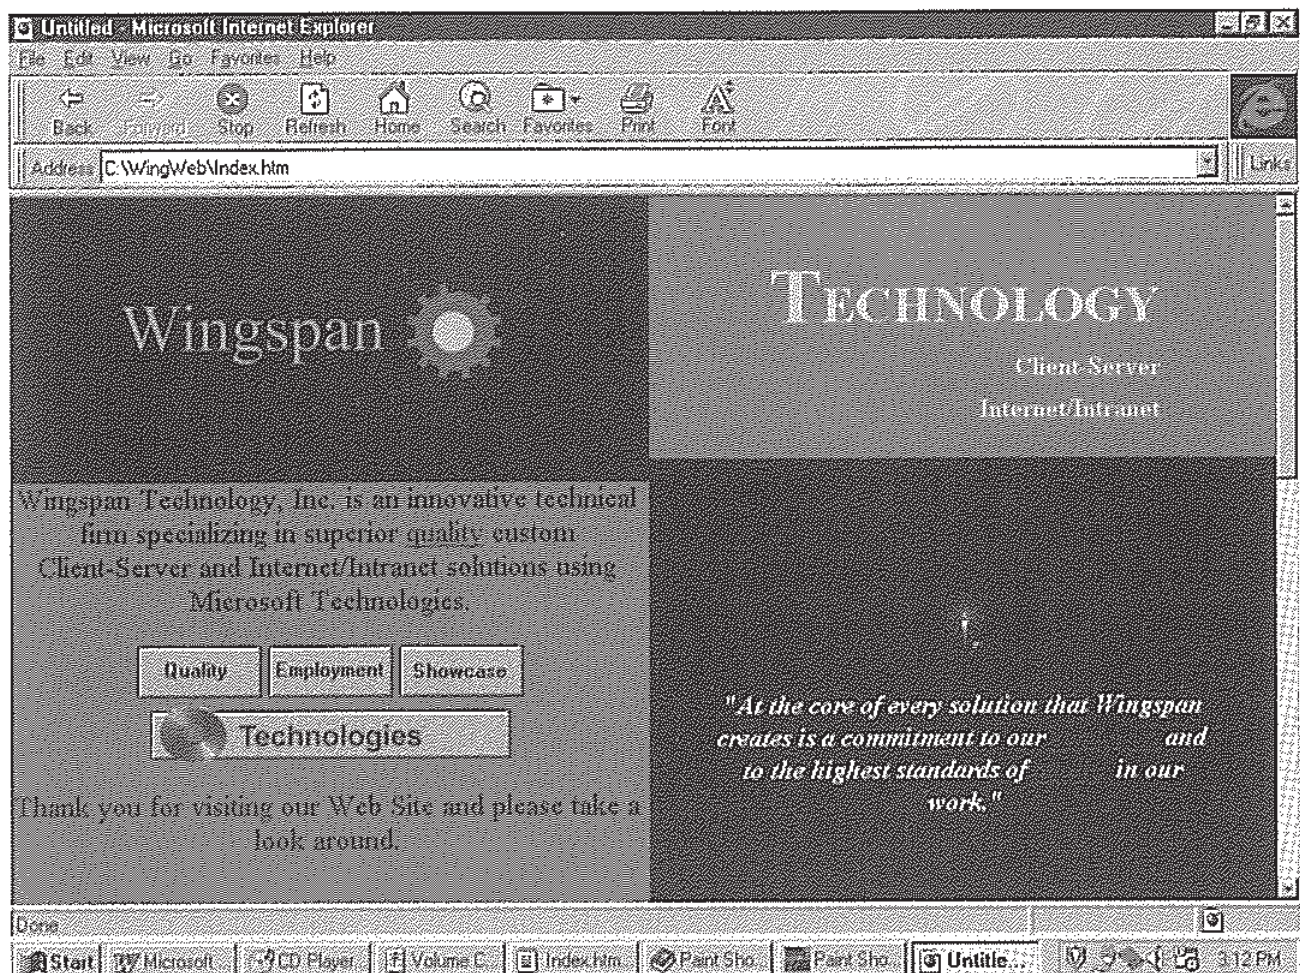 Untitled - Microsoft Internet Explorer
File Edit View Go Favorites Help
Back Forward Stop Refresh Home Search Favorites Print Font
Address C:\WingWeb\Index.htm Links
Wingspan
TECHNOLOGY
Client-Server
Internet/Intranet
Wingspan Technology, Inc. is an innovative technical
firm specializing in superior quality custom
Client-Server and Internet/Intranet solutions using
Microsoft Technologies.
Quality Employment Showcase
Technologies
Thank you for visiting our Web Site and please take a
look around.
"At the core of every solution that Wingspan
creates is a commitment to our and
to the highest standards of in our
work."
Done
Start Microsoft... CD Player... Volume C... Index.htm... Paint Sho... Paint Sho... Untitle... 3:12 PM